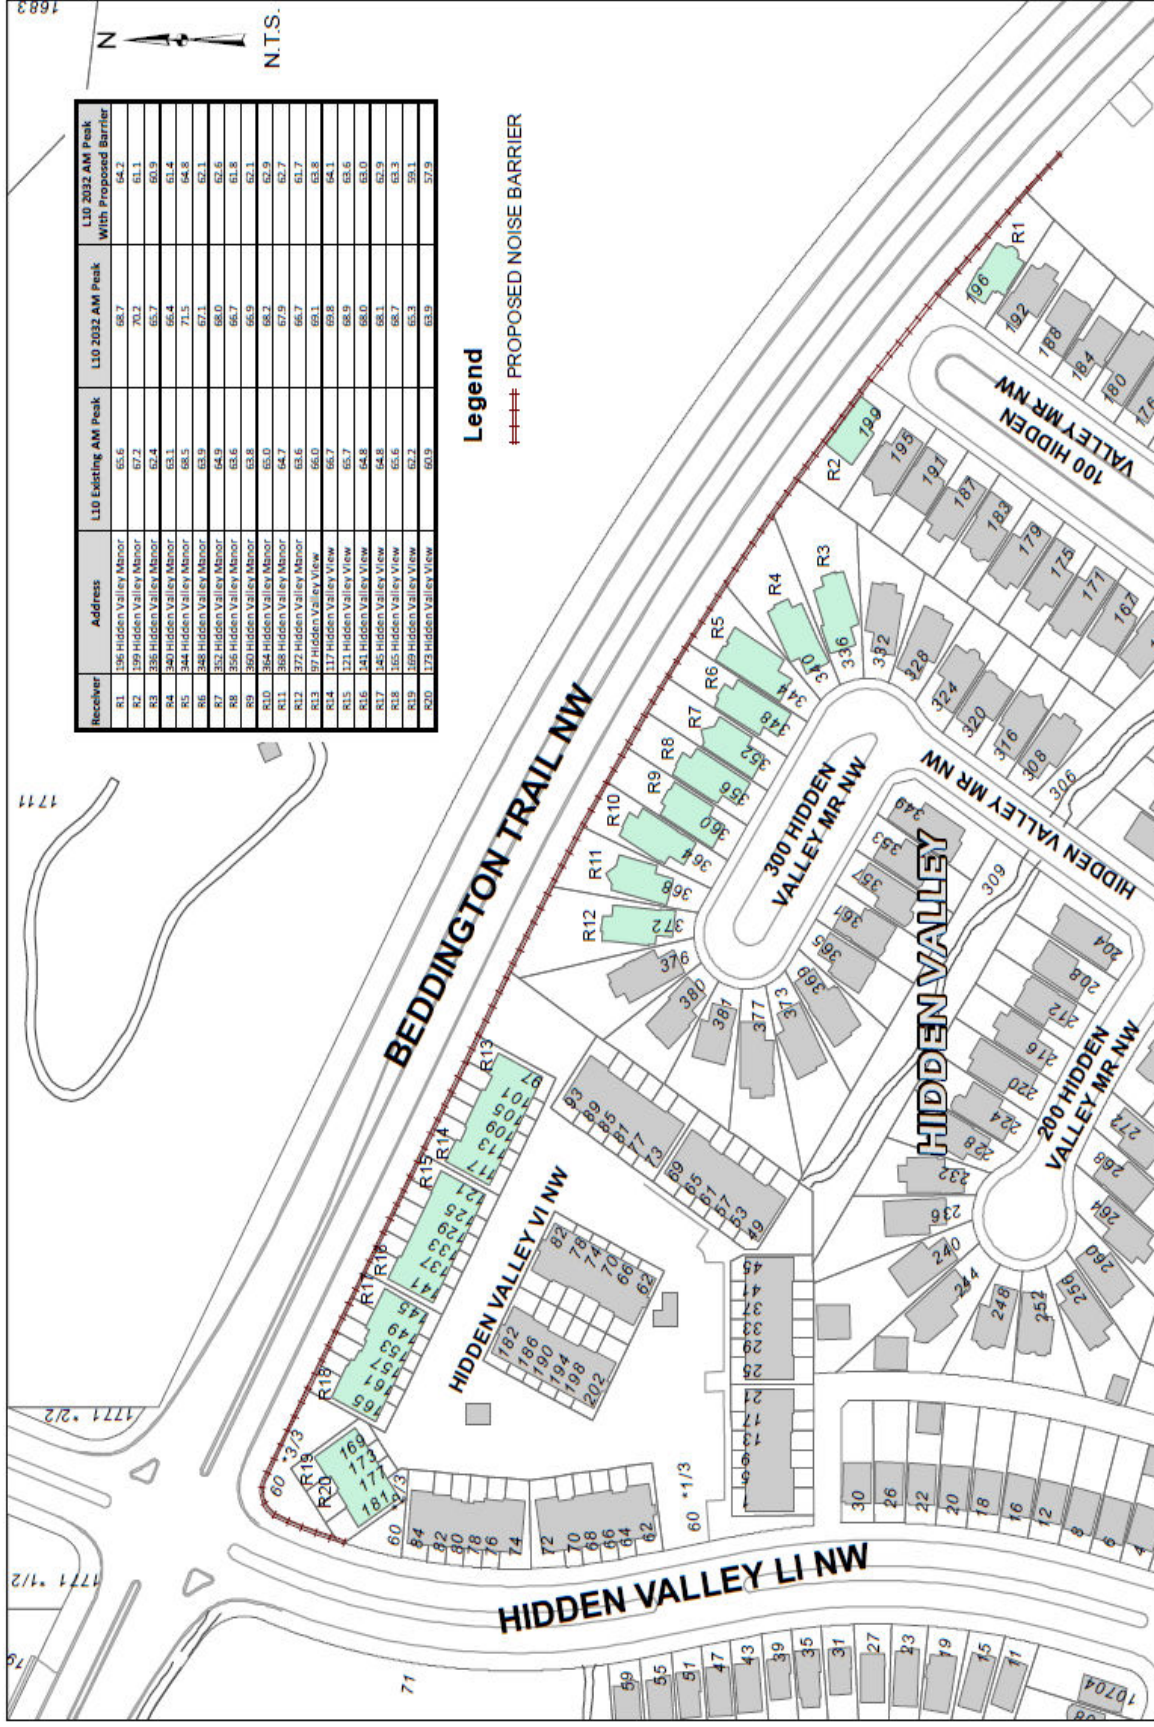 1683
N
N.T.S.
Receiver Address L10 Existing AM Peak L10 2032 AM Peak L10 2032 AM Peak With Proposed Barrier
R1 196 Hidden Valley Manor 65.6 68.7 64.2
R2 199 Hidden Valley Manor 67.2 70.2 61.1
R3 336 Hidden Valley Manor 62.4 65.7 60.9
R4 340 Hidden Valley Manor 63.1 66.4 61.4
R5 344 Hidden Valley Manor 68.5 71.5 64.8
R6 348 Hidden Valley Manor 63.9 67.1 62.1
R7 352 Hidden Valley Manor 64.9 68.0 62.6
R8 356 Hidden Valley Manor 63.6 66.7 61.8
R9 360 Hidden Valley Manor 63.8 66.9 62.1
R10 364 Hidden Valley Manor 65.0 68.2 62.9
R11 368 Hidden Valley Manor 64.7 67.9 62.7
R12 372 Hidden Valley Manor 63.6 66.7 61.7
R13 97 Hidden Valley View 66.0 69.1 63.8
R14 117 Hidden Valley View 66.7 69.8 64.1
R15 121 Hidden Valley View 65.7 68.9 63.6
R16 141 Hidden Valley View 64.8 68.0 63.0
R17 145 Hidden Valley View 64.8 68.1 62.9
R18 165 Hidden Valley View 65.6 68.7 63.3
R19 169 Hidden Valley View 62.2 65.3 59.1
R20 173 Hidden Valley View 60.9 63.9 57.9
Legend
PROPOSED NOISE BARRIER
1711
1771 *2/2
1771 *1/2
BEDDINGTON TRAIL NW
R20
R19
R18
R17
R16
R15
R14
R13
R12
R11
R10
R9
R8
R7
R6
R5
R4
R3
R2
R1
60 *3/3
181
177
173
169
165
161
157
153
149
145
141
137
133
129
125
121
117
113
109
105
101
97
372
368
364
360
356
352
348
344
340
336
332
328
324
320
316
308
306
199
195
191
187
183
179
175
171
167
196
192
188
184
180
176
100 HIDDEN
VALLEY MR NW
300 HIDDEN
VALLEY MR NW
HIDDEN VALLEY MR NW
HIDDEN
376
380
381
377
373
369
365
361
357
353
349
309
HIDDEN VALLEY VI NW
93
89
85
81
77
73
69
65
61
57
53
49
82
78
74
70
66
62
182
186
190
194
198
202
60
84
82
80
78
76
74
72
70
68
66
64
62
60 *1/3
45
41
37
33
29
25
21
17
13
9
5
1
HIDDEN VALLEY
204
208
212
216
220
224
228
232
236
240
244
248
252
256
260
264
268
272
200 HIDDEN
VALLEY MR NW
30
26
22
20
18
16
12
8
6
4
HIDDEN VALLEY LI NW
71
59
55
51
47
43
39
35
31
27
23
19
15
11
10704